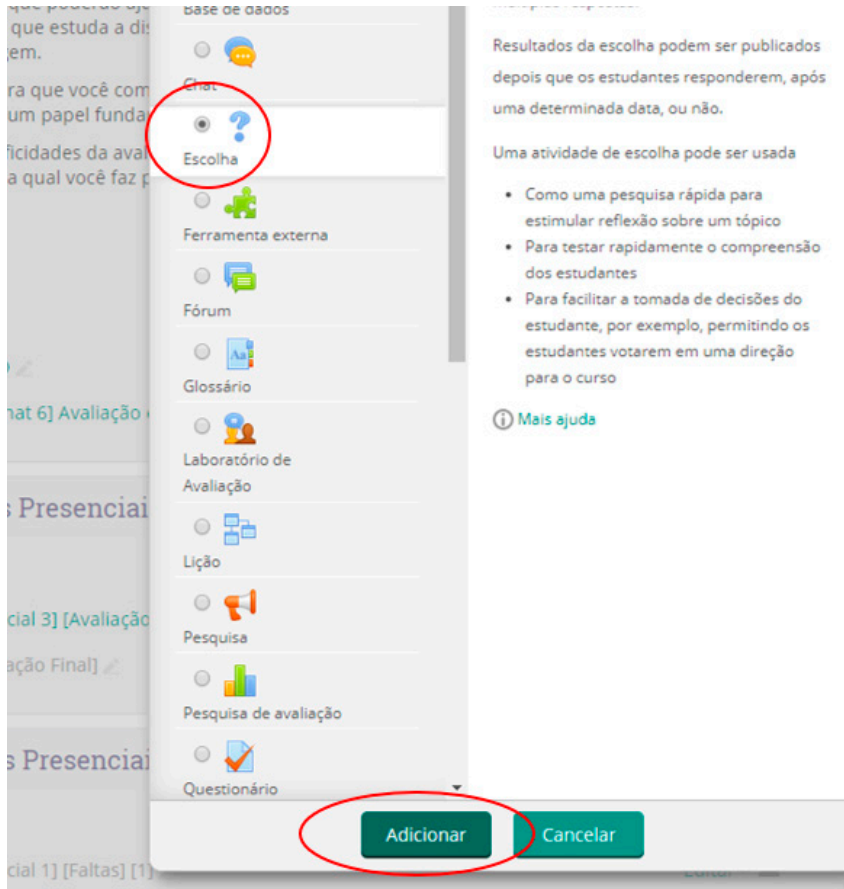 que estuda a
gem.
ra que você com
um papel funda
ficidades da aval
a qual você faz p
nat 6] Avaliação
s Presenciai
cial 3] [Avaliação
ação Final]
s Presenciai
cial 1] [Faltas] [1]
Base de dados
Chat
Escolha
Ferramenta externa
Fórum
Glossário
Laboratório de
Avaliação
Lição
Pesquisa
Pesquisa de avaliação
Questionário
Resultados da escolha podem ser publicados
depois que os estudantes responderem, após
uma determinada data, ou não.
Uma atividade de escolha pode ser usada
• Como uma pesquisa rápida para
estimular reflexão sobre um tópico
• Para testar rapidamente o compreensão
dos estudantes
• Para facilitar a tomada de decisões do
estudante, por exemplo, permitindo os
estudantes votarem em uma direção
para o curso
Mais ajuda
Adicionar
Cancelar